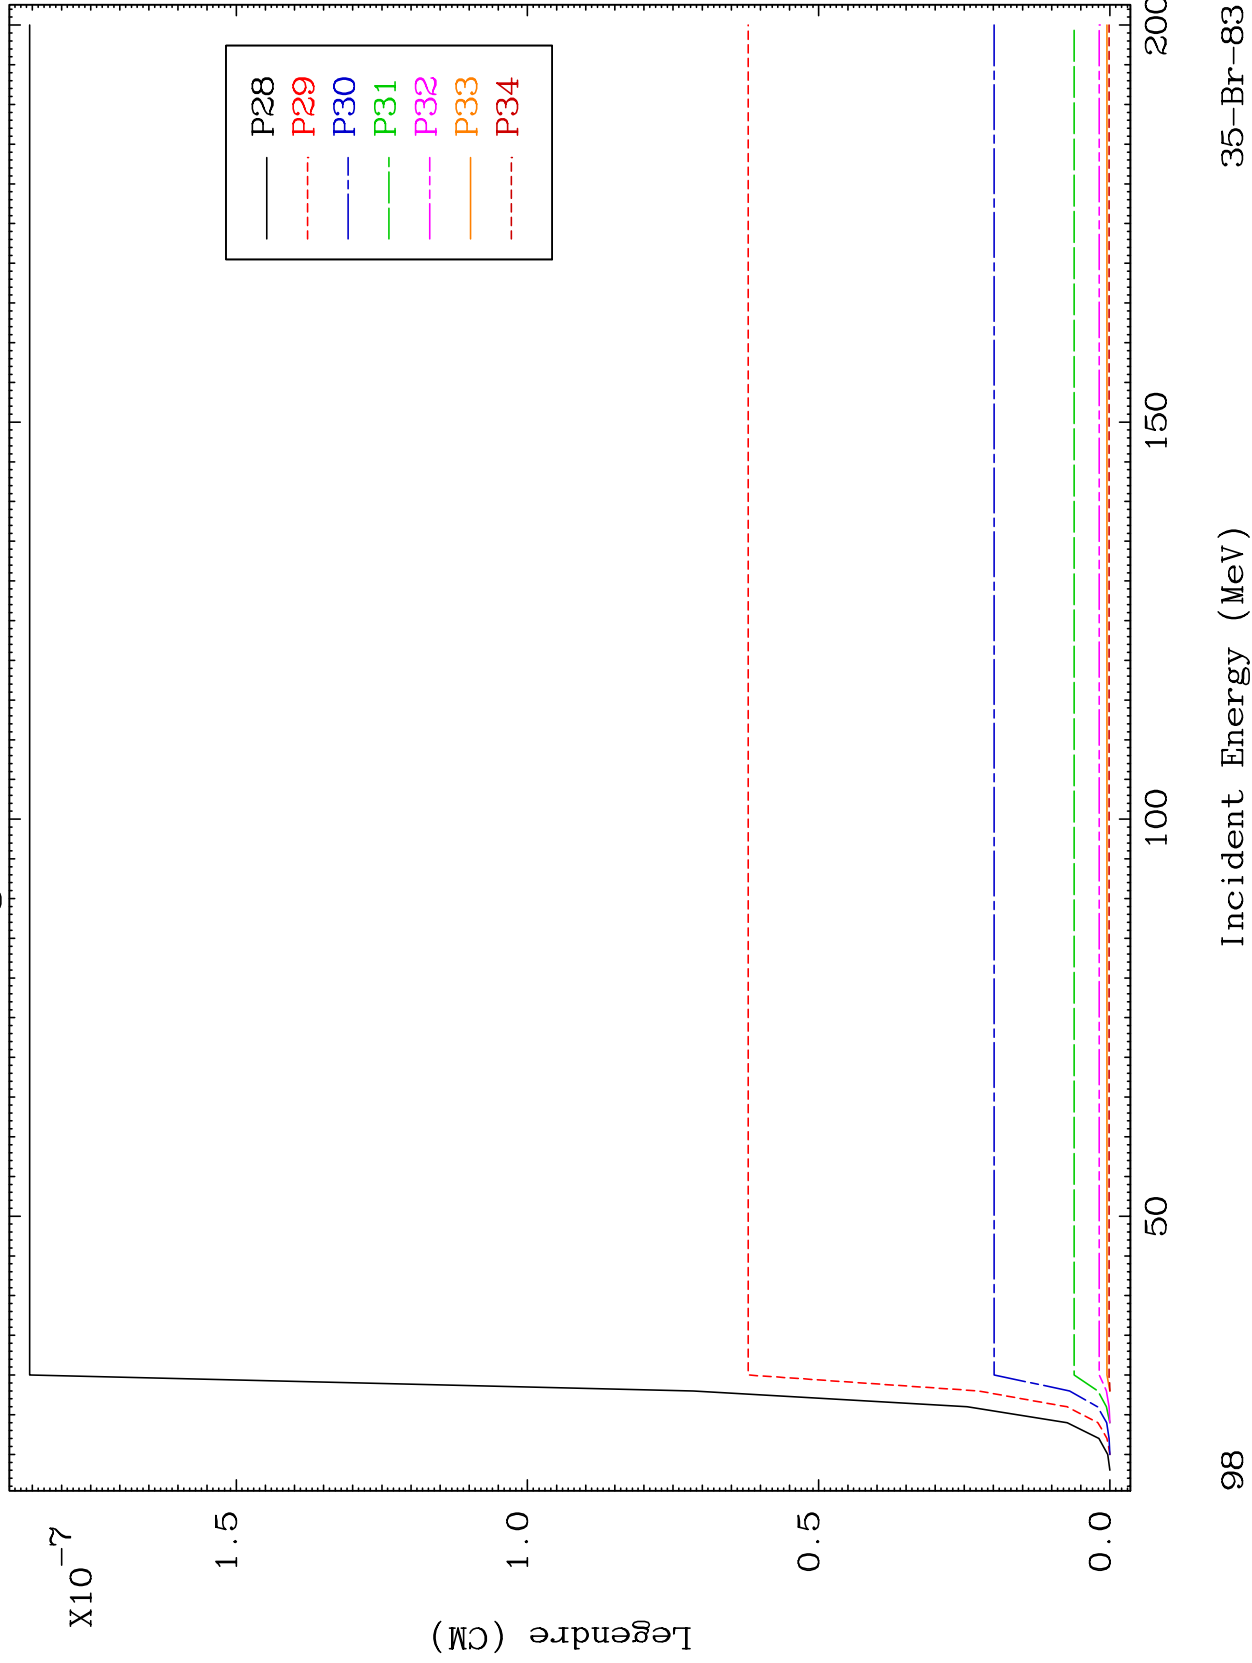 X10-7
1.5
1.0
0.5
0.0
Legendre (CM)
P28
P29
P30
P31
P32
P33
P34
50
100
150
200
Incident Energy (MeV)
98
35-Br-83